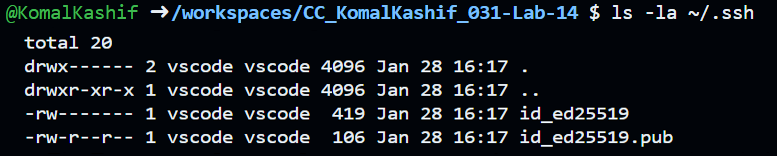 @KomalKashif ➜/workspaces/CC_KomalKashif_031-Lab-14 $ ls -la ~/.ssh
total 20
drwx------ 2 vscode vscode 4096 Jan 28 16:17 .
drwxr-xr-x 1 vscode vscode 4096 Jan 28 16:17 ..
-rw------- 1 vscode vscode  419 Jan 28 16:17 id_ed25519
-rw-r--r-- 1 vscode vscode  106 Jan 28 16:17 id_ed25519.pub